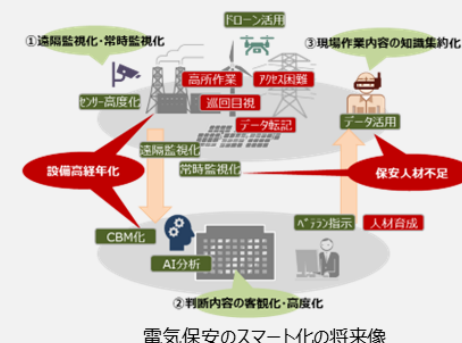 ドローン活用
①遠隔監視化・常時監視化
③現場作業内容の知識集約化
高所作業
アクセス困難
センサー高度化
巡回目視
データ転記
データ活用
遠隔監視化
設備高経年化
常時監視化
保安人材不足
CBM化
ベテラン指示
人材育成
AI分析
②判断内容の客観化・高度化
電気保安のスマート化の将来像